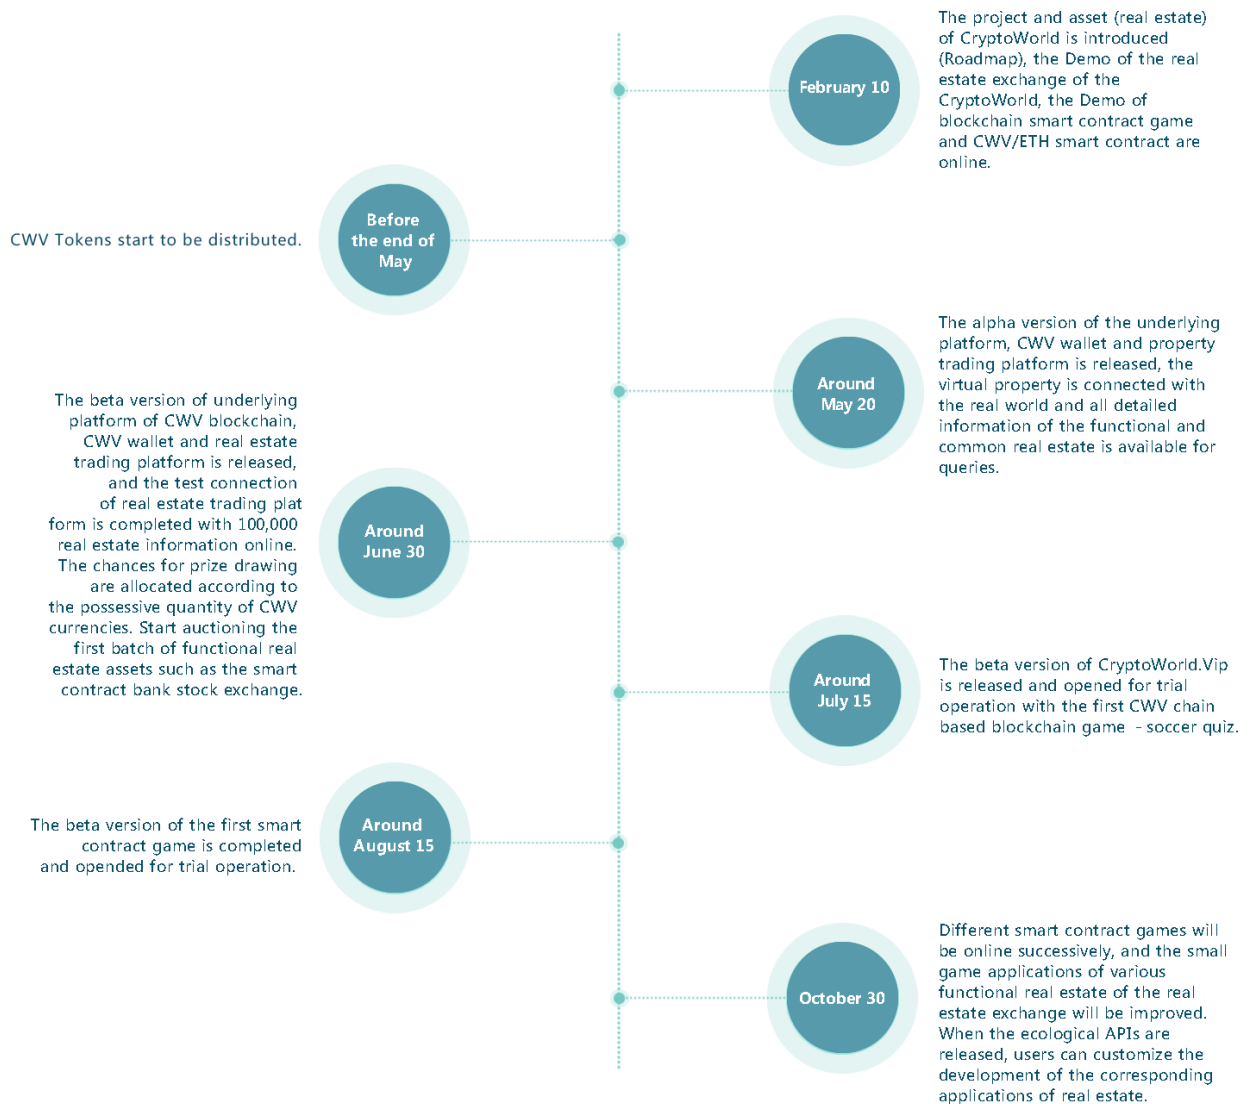 February 10
The project and asset (real estate)
of CryptoWorld is introduced
(Roadmap), the Demo of the real
estate exchange of the
CryptoWorld, the Demo of
blockchain smart contract game
and CWV/ETH smart contract are
online.
Before
the end of
May
CWV Tokens start to be distributed.
Around
May 20
The alpha version of the underlying
platform, CWV wallet and property
trading platform is released, the
virtual property is connected with
the real world and all detailed
information of the functional and
common real estate is available for
queries.
Around
June 30
The beta version of underlying
platform of CWV blockchain,
CWV wallet and real estate
trading platform is released,
and the test connection
of real estate trading plat
form is completed with 100,000
real estate information online.
The chances for prize drawing
are allocated according to
the possessive quantity of CWV
currencies. Start auctioning the
first batch of functional real
estate assets such as the smart
contract bank stock exchange.
Around
July 15
The beta version of CryptoWorld.Vip
is released and opened for trial
operation with the first CWV chain
based blockchain game - soccer quiz.
Around
August 15
The beta version of the first smart
contract game is completed
and opended for trial operation.
October 30
Different smart contract games will
be online successively, and the small
game applications of various
functional real estate of the real
estate exchange will be improved.
When the ecological APIs are
released, users can customize the
development of the corresponding
applications of real estate.